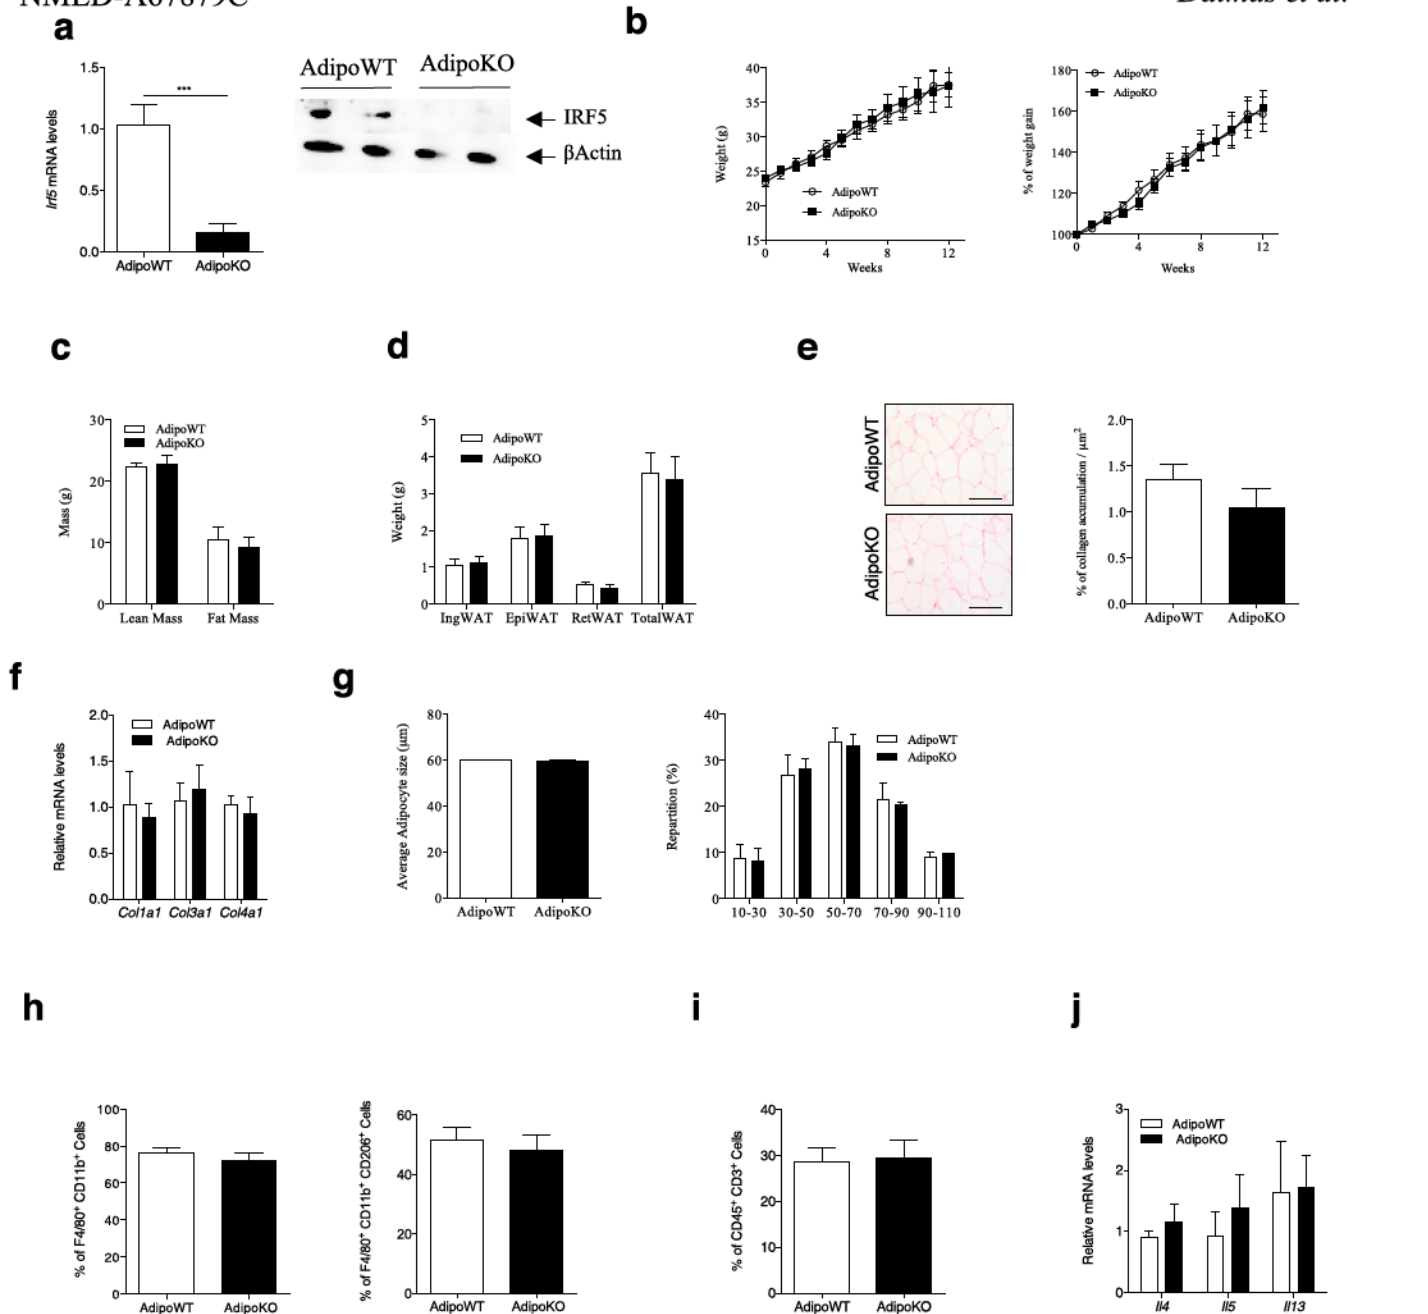 NMED-A67879C
Dalmas et al.
a
Irf5 mRNA levels
1.5
1.0
0.5
0.0
***
AdipoWT
AdipoKO
AdipoWT
AdipoKO
IRF5
βActin
b
Weight (g)
40
35
30
25
20
15
AdipoWT
AdipoKO
0
4
8
12
Weeks
% of weight gain
180
160
140
120
100
AdipoWT
AdipoKO
0
4
8
12
Weeks
c
Mass (g)
30
20
10
0
AdipoWT
AdipoKO
Lean Mass
Fat Mass
d
Weight (g)
5
4
3
2
1
0
AdipoWT
AdipoKO
IngWAT
EpiWAT
RetWAT
TotalWAT
e
AdipoWT
AdipoKO
% of collagen accumulation / µm²
2.0
1.5
1.0
0.5
0.0
AdipoWT
AdipoKO
f
Relative mRNA levels
2.0
1.5
1.0
0.5
0.0
AdipoWT
AdipoKO
Col1a1
Col3a1
Col4a1
g
Average Adipocyte size (µm)
80
60
40
20
0
AdipoWT
AdipoKO
Repartition (%)
40
30
20
10
0
AdipoWT
AdipoKO
10-30
30-50
50-70
70-90
90-110
h
% of F4/80⁺ CD11b⁺ Cells
100
80
60
40
20
0
AdipoWT
AdipoKO
% of F4/80⁺ CD11b⁺ CD206⁺ Cells
60
40
20
0
AdipoWT
AdipoKO
i
% of CD45⁺ CD3⁺ Cells
40
30
20
10
0
AdipoWT
AdipoKO
j
Relative mRNA levels
3
2
1
0
AdipoWT
AdipoKO
Il4
Il5
Il13